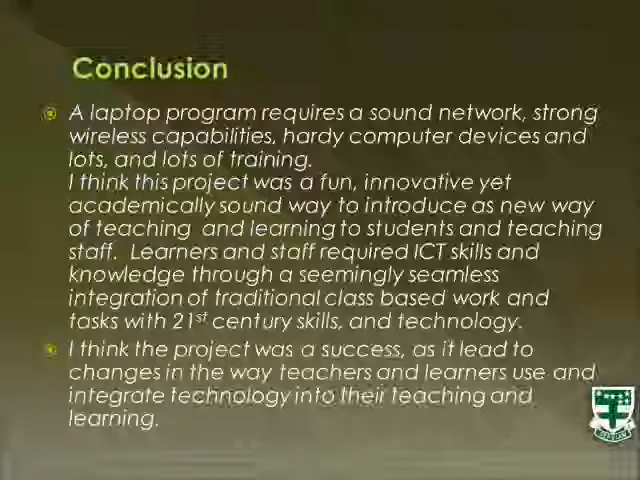 Conclusion
A laptop program requires a sound network, strong
wireless capabilities, hardy computer devices and
lots, and lots of training.
I think this project was a fun, innovative yet
academically sound way to introduce as new way
of teaching and learning to students and teaching
staff. Learners and staff required ICT skills and
knowledge through a seemingly seamless
integration of traditional class based work and
tasks with 21st century skills, and technology.
I think the project was a success, as it lead to
changes in the way teachers and learners use and
integrate technology into their teaching and
learning.